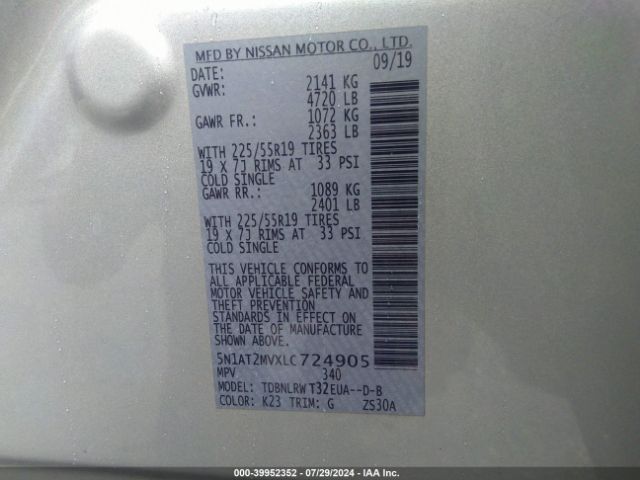 MFD BY NISSAN MOTOR CO., LTD.
DATE: 09/19
GVWR: 2141 KG
4720 LB
GAWR FR.: 1072 KG
2363 LB
WITH 225/55R19 TIRES
19 X 7J RIMS AT 33 PSI
COLD SINGLE
GAWR RR.: 1089 KG
2401 LB
WITH 225/55R19 TIRES
19 X 7J RIMS AT 33 PSI
COLD SINGLE
THIS VEHICLE CONFORMS TO
ALL APPLICABLE FEDERAL
MOTOR VEHICLE SAFETY AND
THEFT PREVENTION
STANDARDS IN EFFECT ON
THE DATE OF MANUFACTURE
SHOWN ABOVE.
5N1AT2MVXLC724905
MPV 340
MODEL: TDBNLRW T32EUA--D-B
COLOR: K23 TRIM: G ZS30A
000-39952352 - 07/29/2024 - IAA Inc.